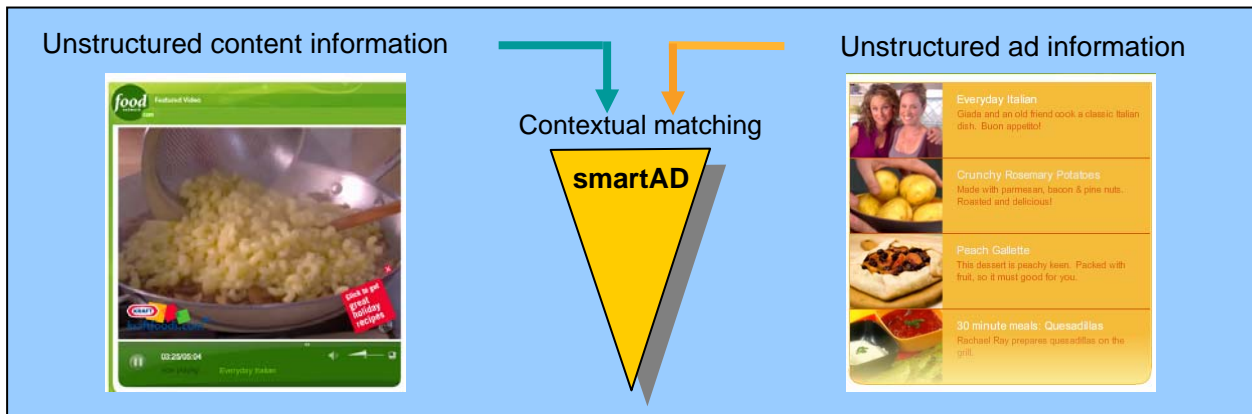 Unstructured content information
Unstructured ad information
Contextual matching
smartAD
food
network
.com
Featured Video
KRAFT
kraftfoods.com
Click to get
great
holiday
recipes
03:25/05:04
Everyday Italian
Everyday Italian
Giada and an old friend cook a classic Italian
dish. Buon appetito!
Crunchy Rosemary Potatoes
Made with parmesan, bacon & pine nuts.
Roasted and delicious!
Peach Gallette
This dessert is peachy keen. Packed with
fruit, so it must good for you.
30 minute meals: Quesadillas
Rachael Ray prepares quesadillas on the
grill.